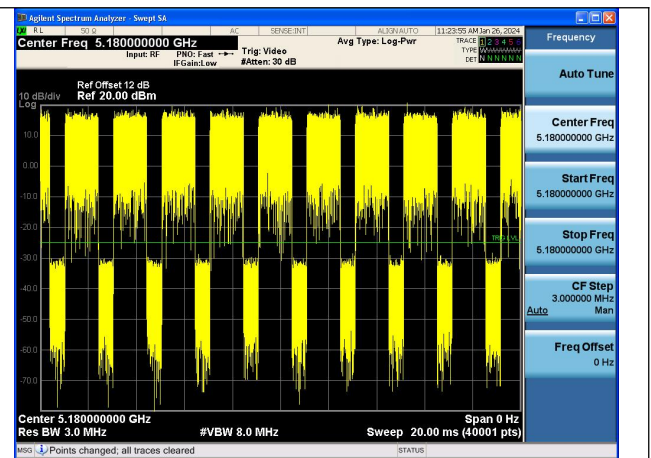 Agilent Spectrum Analyzer - Swept SA
RL 50 Ω AC SENSE:INT ALIGN AUTO 11:23:55 AM Jan 26, 2024
Center Freq 5.180000000 GHz
Input: RF PNO: Fast
IFGain:Low
Trig: Video
#Atten: 30 dB
Avg Type: Log-Pwr
TRACE 1 2 3 4 5 6
TYPE
DET N N N N N N
Frequency
Ref Offset 12 dB
10 dB/div Ref 20.00 dBm
Log
10.0
0.00
-10.0
-20.0
-30.0
-40.0
-50.0
-60.0
-70.0
TRIG LVL
Auto Tune
Center Freq
5.180000000 GHz
Start Freq
5.180000000 GHz
Stop Freq
5.180000000 GHz
CF Step
3.000000 MHz
Auto Man
Freq Offset
0 Hz
Center 5.180000000 GHz Span 0 Hz
Res BW 3.0 MHz #VBW 8.0 MHz Sweep 20.00 ms (40001 pts)
MSG Points changed; all traces cleared STATUS